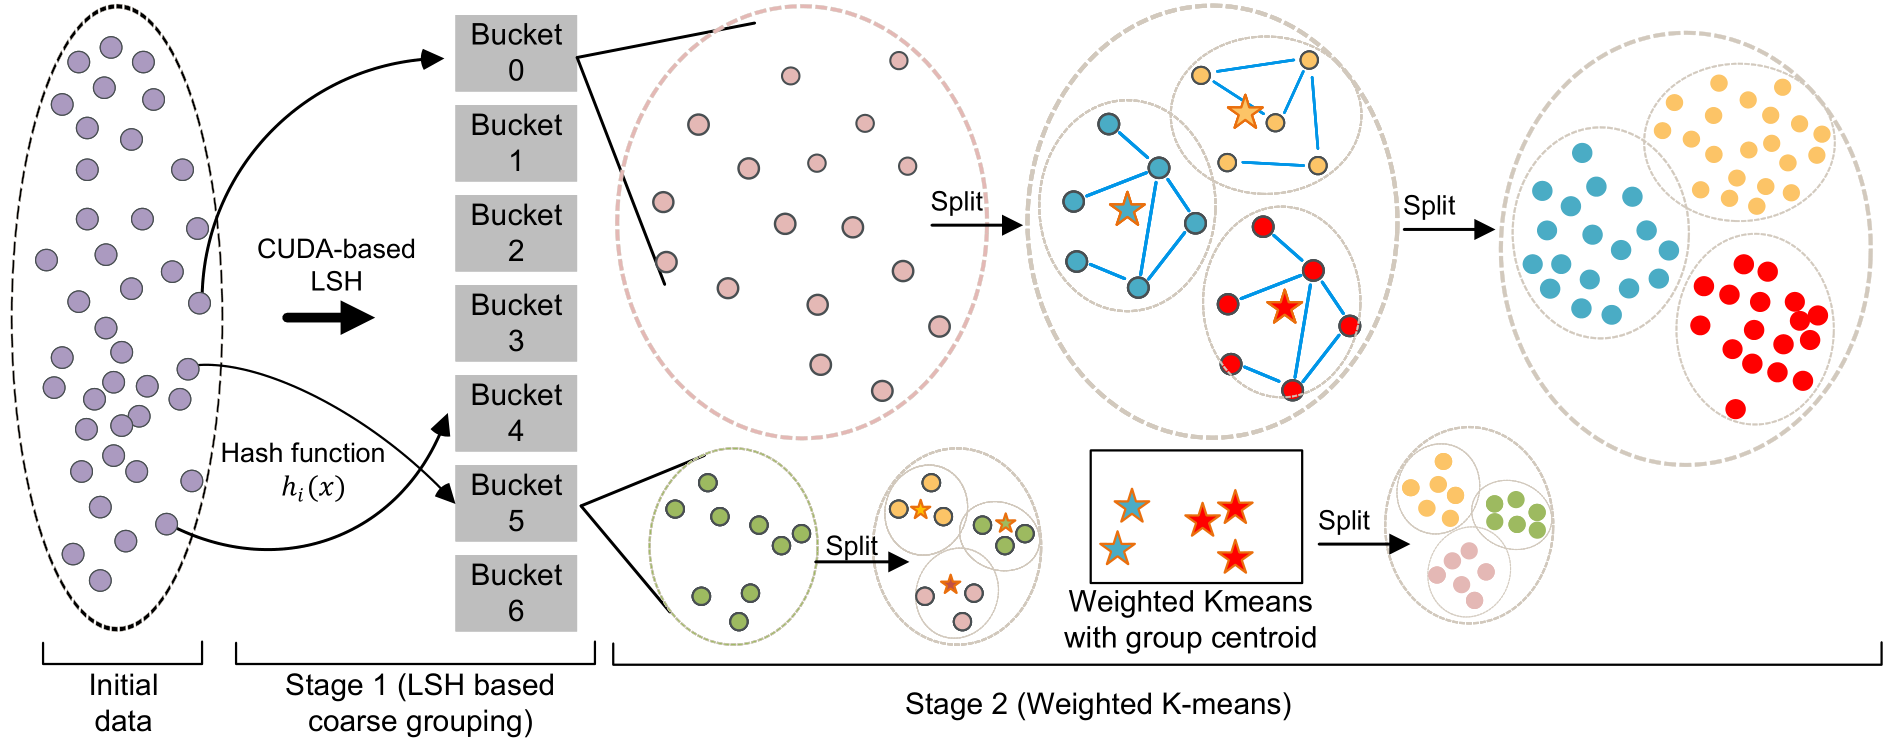 Bucket
0
Bucket
1
Bucket
2
Bucket
3
Bucket
4
Bucket
5
Bucket
6
CUDA-based
LSH
Hash function
h_i(x)
Split
Split
Split
Split
Weighted Kmeans
with group centroid
Initial
data
Stage 1 (LSH based
coarse grouping)
Stage 2 (Weighted K-means)